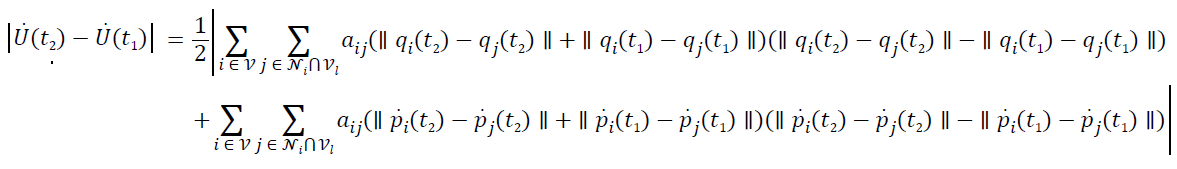 |U̇(t₂) − U̇(t₁)| = 1/2 |∑_{i∈𝒱} ∑_{j∈𝒩ᵢ∩𝒱ₗ} aᵢⱼ(∥ qᵢ(t₂) − qⱼ(t₂) ∥ + ∥ qᵢ(t₁) − qⱼ(t₁) ∥)(∥ qᵢ(t₂) − qⱼ(t₂) ∥ − ∥ qᵢ(t₁) − qⱼ(t₁) ∥)
+ ∑_{i∈𝒱} ∑_{j∈𝒩ᵢ∩𝒱ₗ} aᵢⱼ(∥ ṗᵢ(t₂) − ṗⱼ(t₂) ∥ + ∥ ṗᵢ(t₁) − ṗⱼ(t₁) ∥)(∥ ṗᵢ(t₂) − ṗⱼ(t₂) ∥ − ∥ ṗᵢ(t₁) − ṗⱼ(t₁) ∥)|